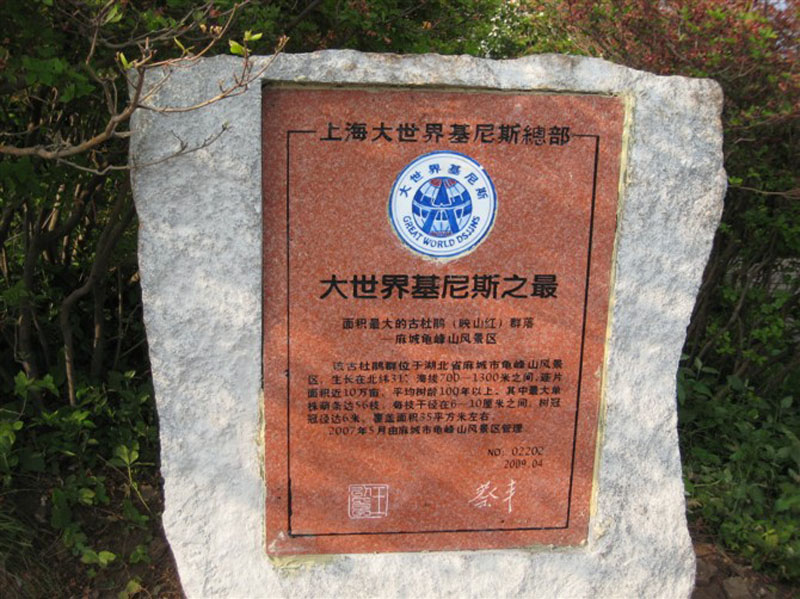 上海大世界基尼斯總部
大世界基尼斯
GREAT WORLD DSJJNS
大世界基尼斯之最
面积最大的古杜鹃（映山红）群落
—麻城龟峰山风景区
该古杜鹃群位于湖北省麻城市龟峰山风景
区，生长在北纬31°，海拔700—1300米之间，连片
面积近10万亩，平均树龄100年以上。其中最大单
株萌条达56枝，每枝干径在6—10厘米之间，树冠
冠径达6米，覆盖面积35平方米左右。
2007年5月由麻城市龟峰山风景区管理
NO. 02202
2009.04
蔡丰